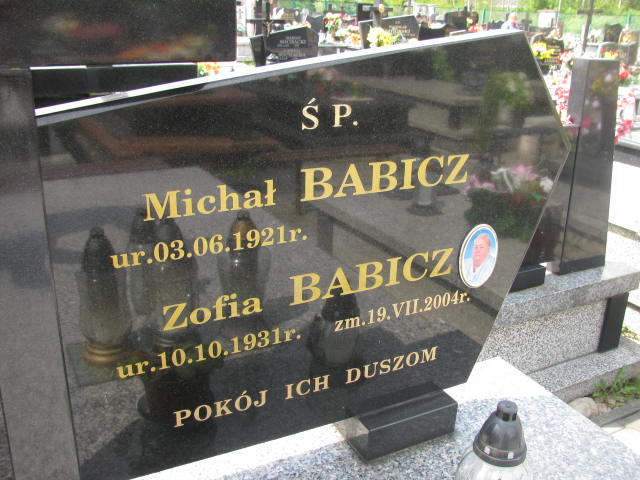 Ś P.
Michał BABICZ
ur.03.06.1921r.
Zofia BABICZ
ur.10.10.1931r. zm.19.VII.2004r.
POKÓJ ICH DUSZOM